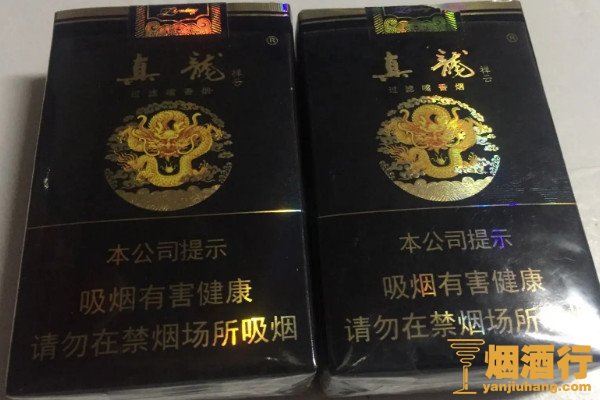 真龍
®
祥云
过滤嘴香烟
本公司提示
吸烟有害健康
请勿在禁烟场所吸烟
真龍
®
祥云
过滤嘴香烟
本公司提示
吸烟有害健康
请勿在禁烟场所
烟酒行
yanjiuhang.com